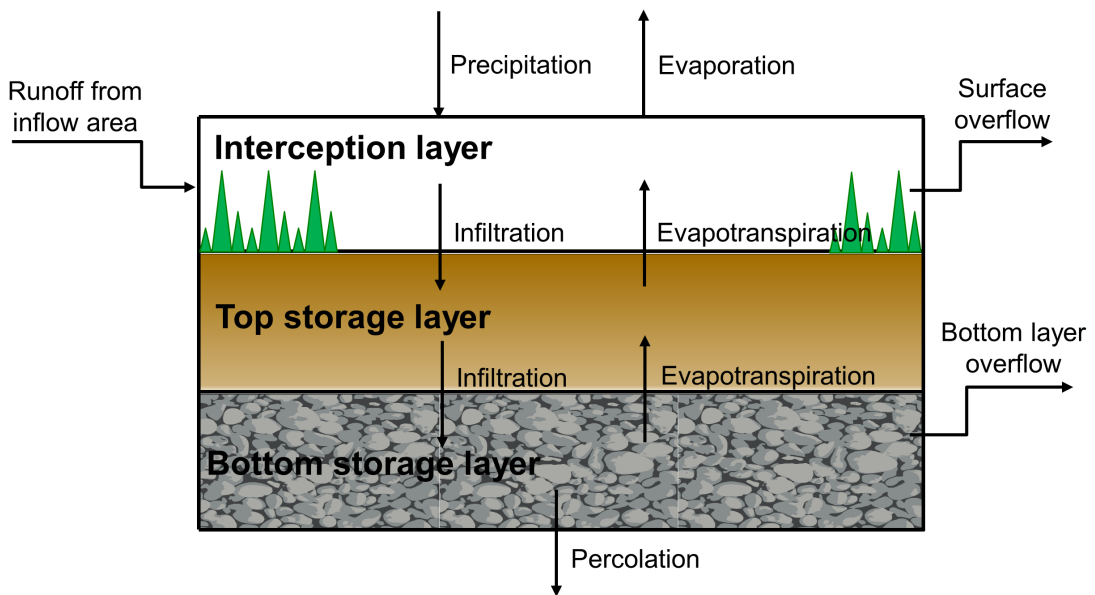 Precipitation
Evaporation
Runoff from
inflow area
Surface
overflow
Interception layer
Infiltration
Evapotranspiration
Top storage layer
Bottom layer
overflow
Infiltration
Evapotranspiration
Bottom storage layer
Percolation